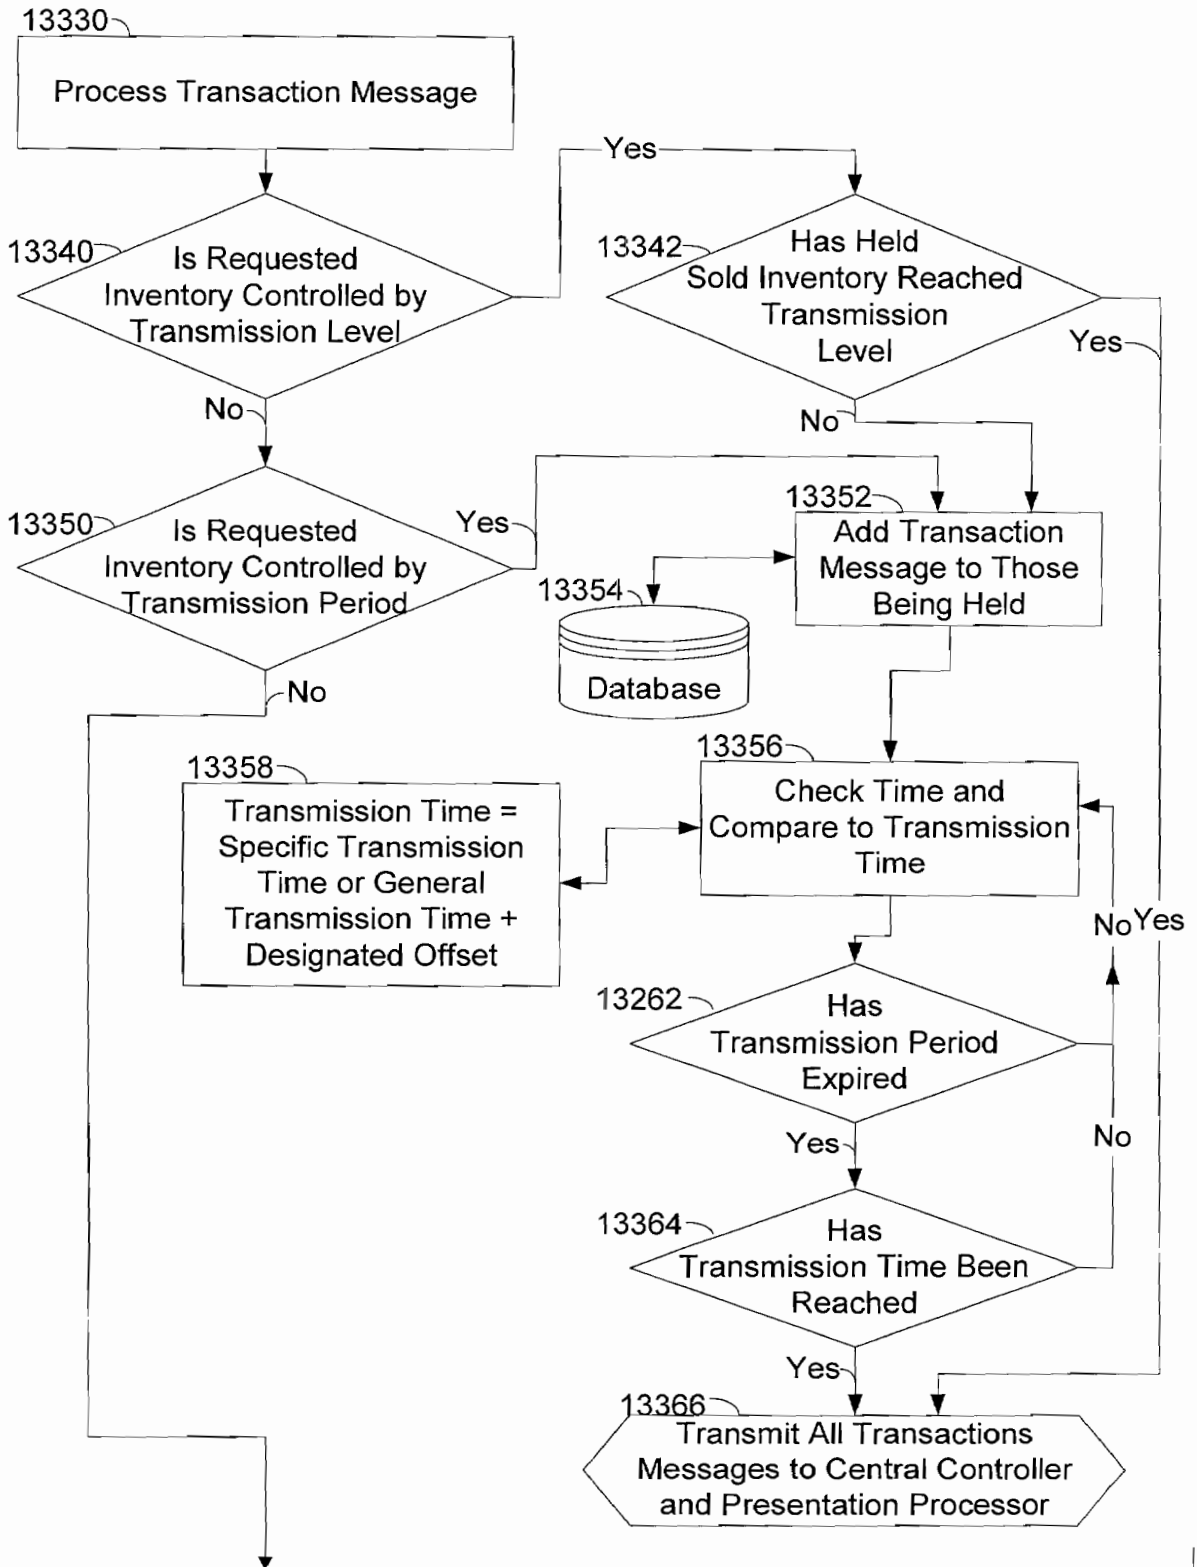 13330
Process Transaction Message
Yes
13340
Is Requested
Inventory Controlled by
Transmission Level
13342
Has Held
Sold Inventory Reached
Transmission
Level
Yes
No
No
13350
Is Requested
Inventory Controlled by
Transmission Period
Yes
13352
Add Transaction
Message to Those
Being Held
13354
Database
No
13356
Check Time and
Compare to Transmission
Time
13358
Transmission Time =
Specific Transmission
Time or General
Transmission Time +
Designated Offset
No
Yes
13262
Has
Transmission Period
Expired
Yes
No
13364
Has
Transmission Time Been
Reached
Yes
13366
Transmit All Transactions
Messages to Central Controller
and Presentation Processor